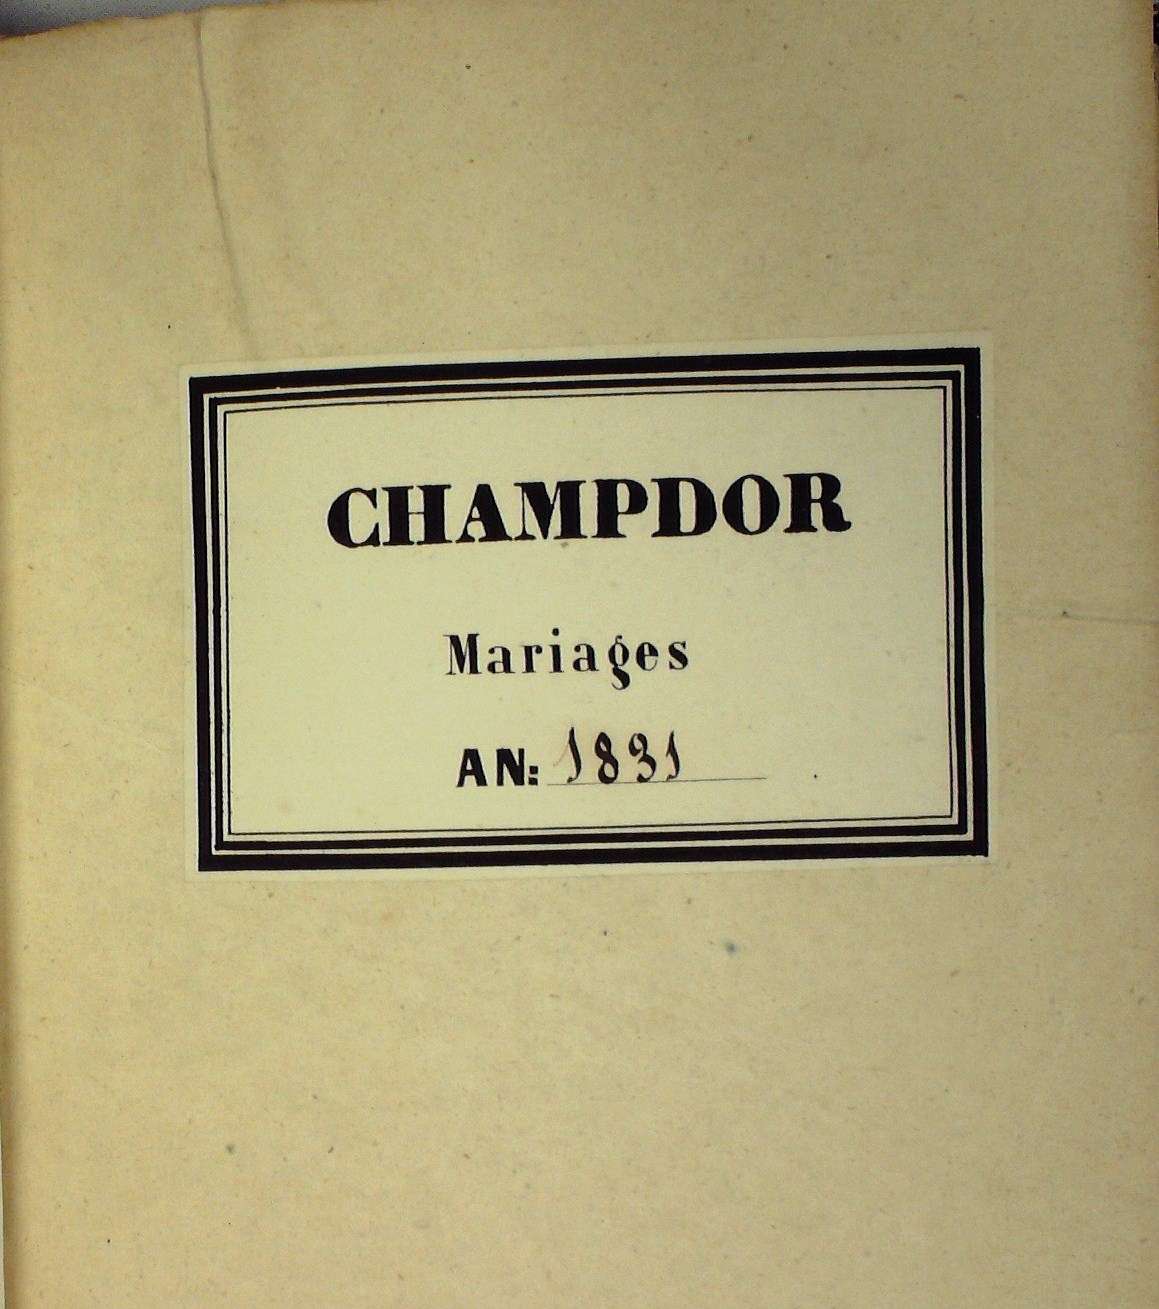 CHAMPDOR
Mariages
AN: 1831